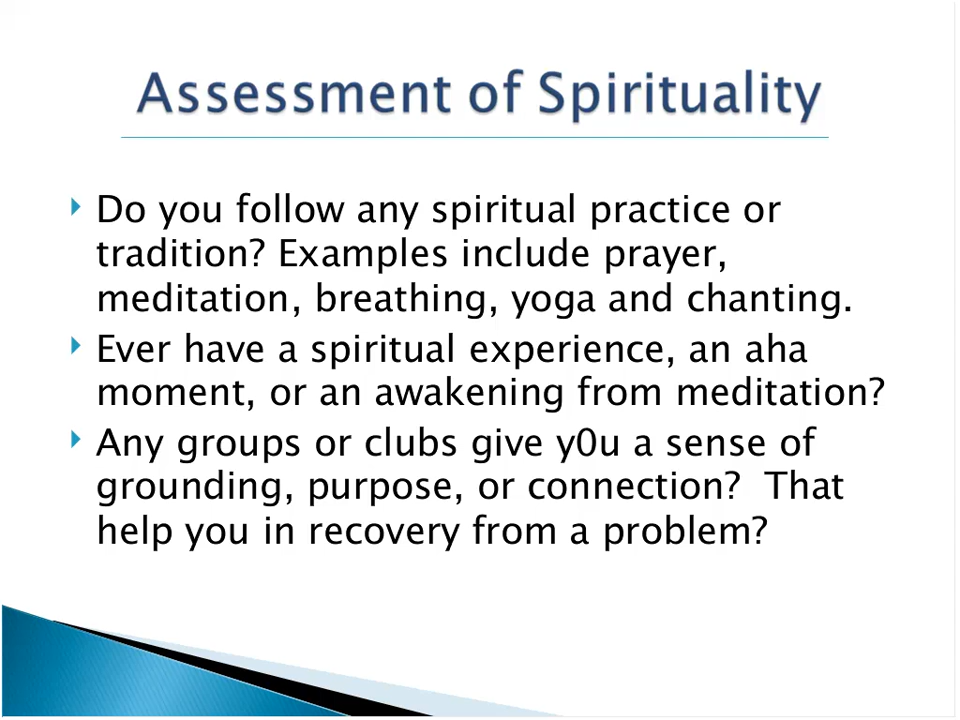 Assessment of Spirituality
Do you follow any spiritual practice or
tradition? Examples include prayer,
meditation, breathing, yoga and chanting.
Ever have a spiritual experience, an aha
moment, or an awakening from meditation?
Any groups or clubs give y0u a sense of
grounding, purpose, or connection?  That
help you in recovery from a problem?